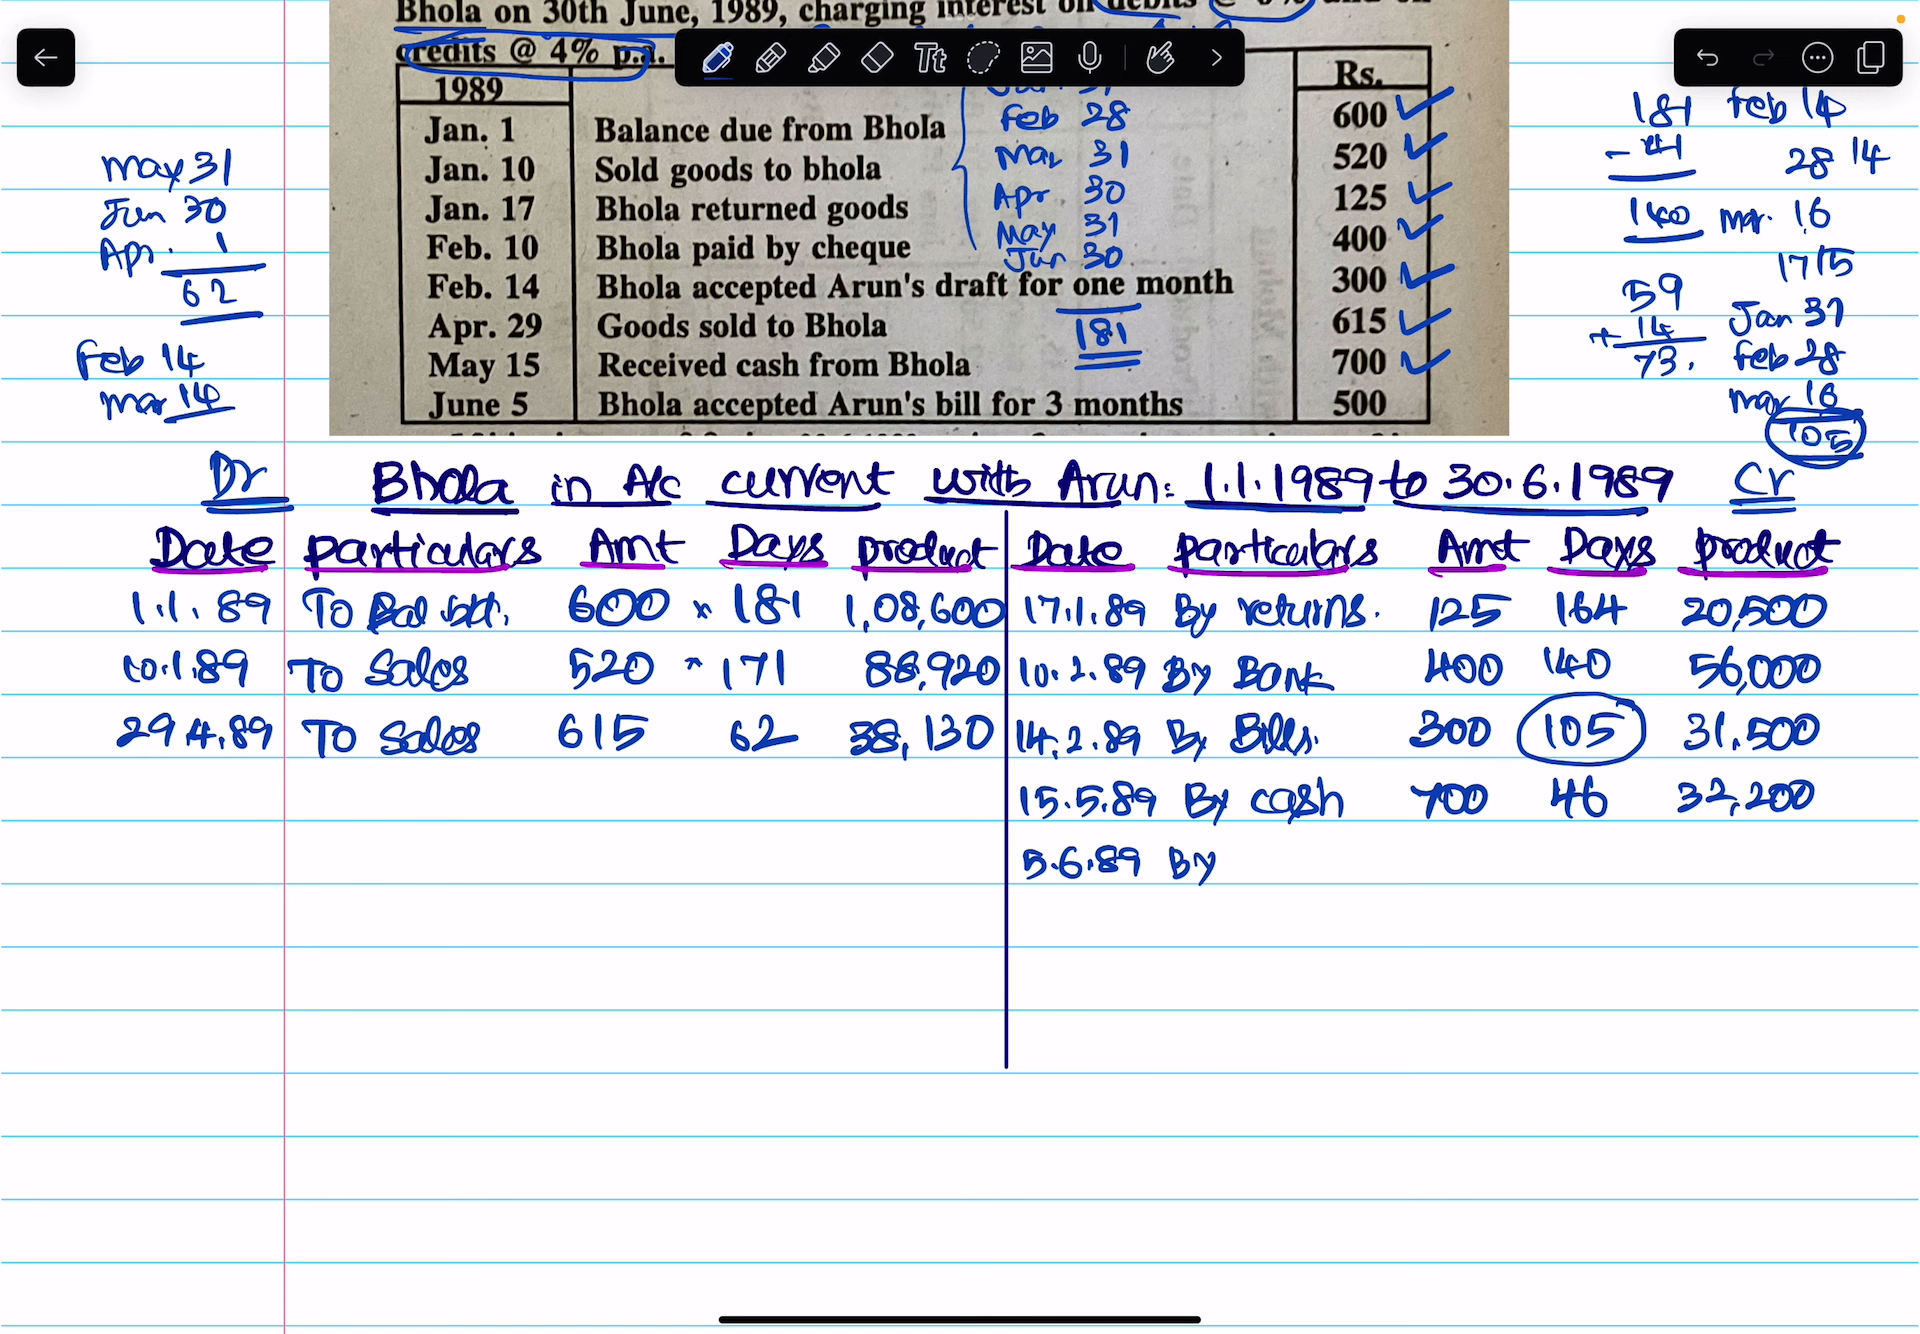 Bhola on 30th June, 1989, charging interest on debits
credits @ 4% p.a.
1989 Rs.
Jan. 1 Balance due from Bhola 600
Jan. 10 Sold goods to bhola 520
Jan. 17 Bhola returned goods 125
Feb. 10 Bhola paid by cheque 400
Feb. 14 Bhola accepted Arun's draft for one month 300
Apr. 29 Goods sold to Bhola 615
May 15 Received cash from Bhola 700
June 5 Bhola accepted Arun's bill for 3 months 500
Feb 28
Mar 31
Apr. 30
May 31
Jun 30
181
May 31
Jun 30
Apr. 1
62
Feb 14
Mar 14
181
- 41
140
59
+ 14
73.
Feb 14
28 14
Mar. 16
17 15
Jan 31
Feb 28
Mar 16
105
Tt
Dr Bhola in A/c current with Arun: 1.1.1989 to 30.6.1989 Cr
Date particulars Amt Days product Date particulars Amt Days product
1.1.89 To Bal b/d. 600 × 181 1,08,600 17.1.89 By returns. 125 164 20,500
10.1.89 To Sales 520 × 171 88,920 10.2.89 By Bank 400 140 56,000
29.4.89 To Sales 615 62 38,130 14.2.89 By Bills. 300 105 31,500
15.5.89 By cash 700 46 32,200
5.6.89 By